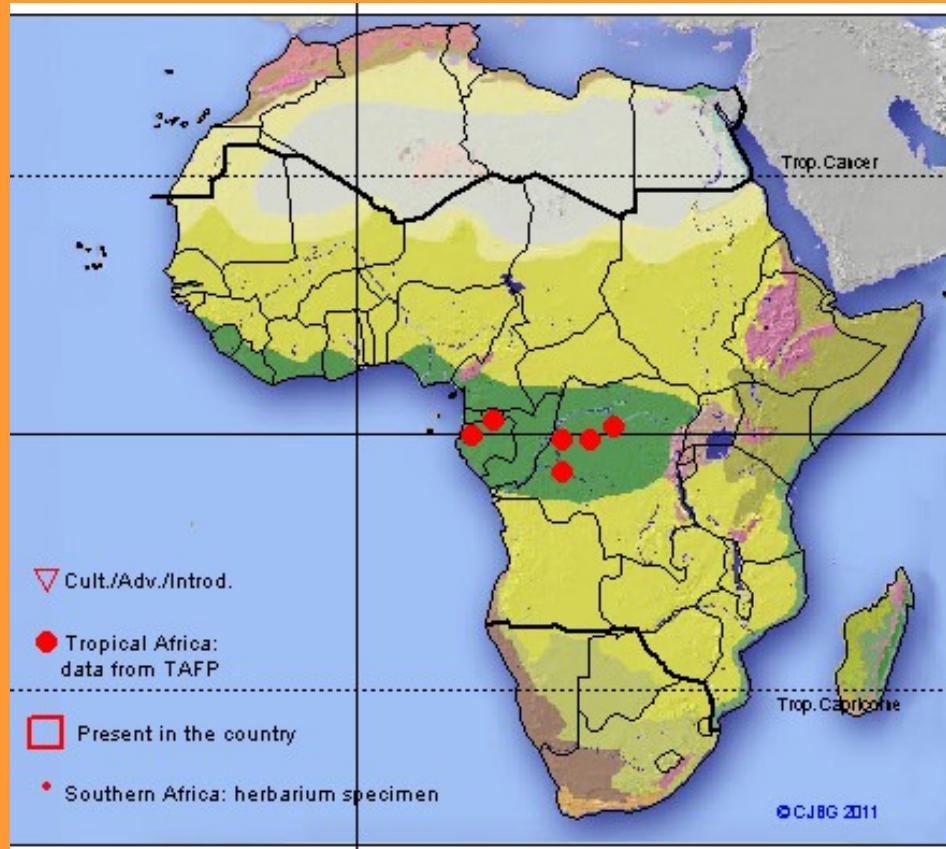 Trop. Cancer
▽ Cult./Adv./Introd.
Tropical Africa:
data from TAFP
Trop. Capricorne
Present in the country
Southern Africa: herbarium specimen
©CJBG 2011